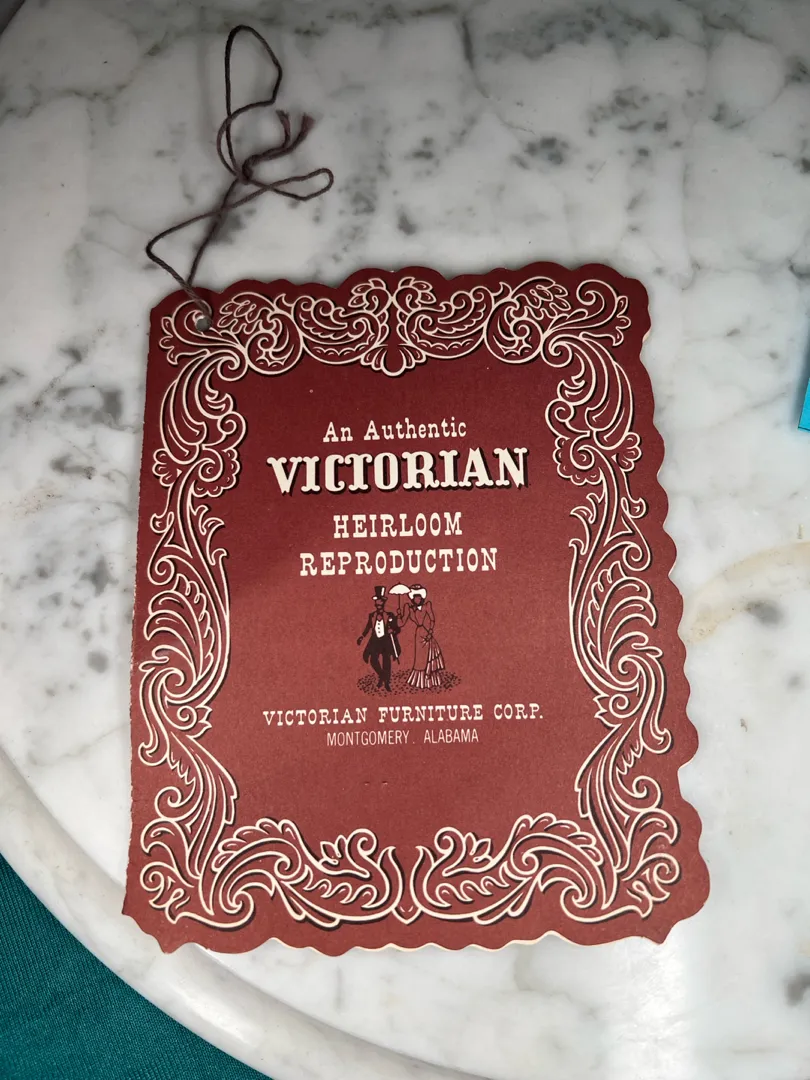 An Authentic
VICTORIAN
HEIRLOOM
REPRODUCTION
VICTORIAN FURNITURE CORP.
MONTGOMERY. ALABAMA